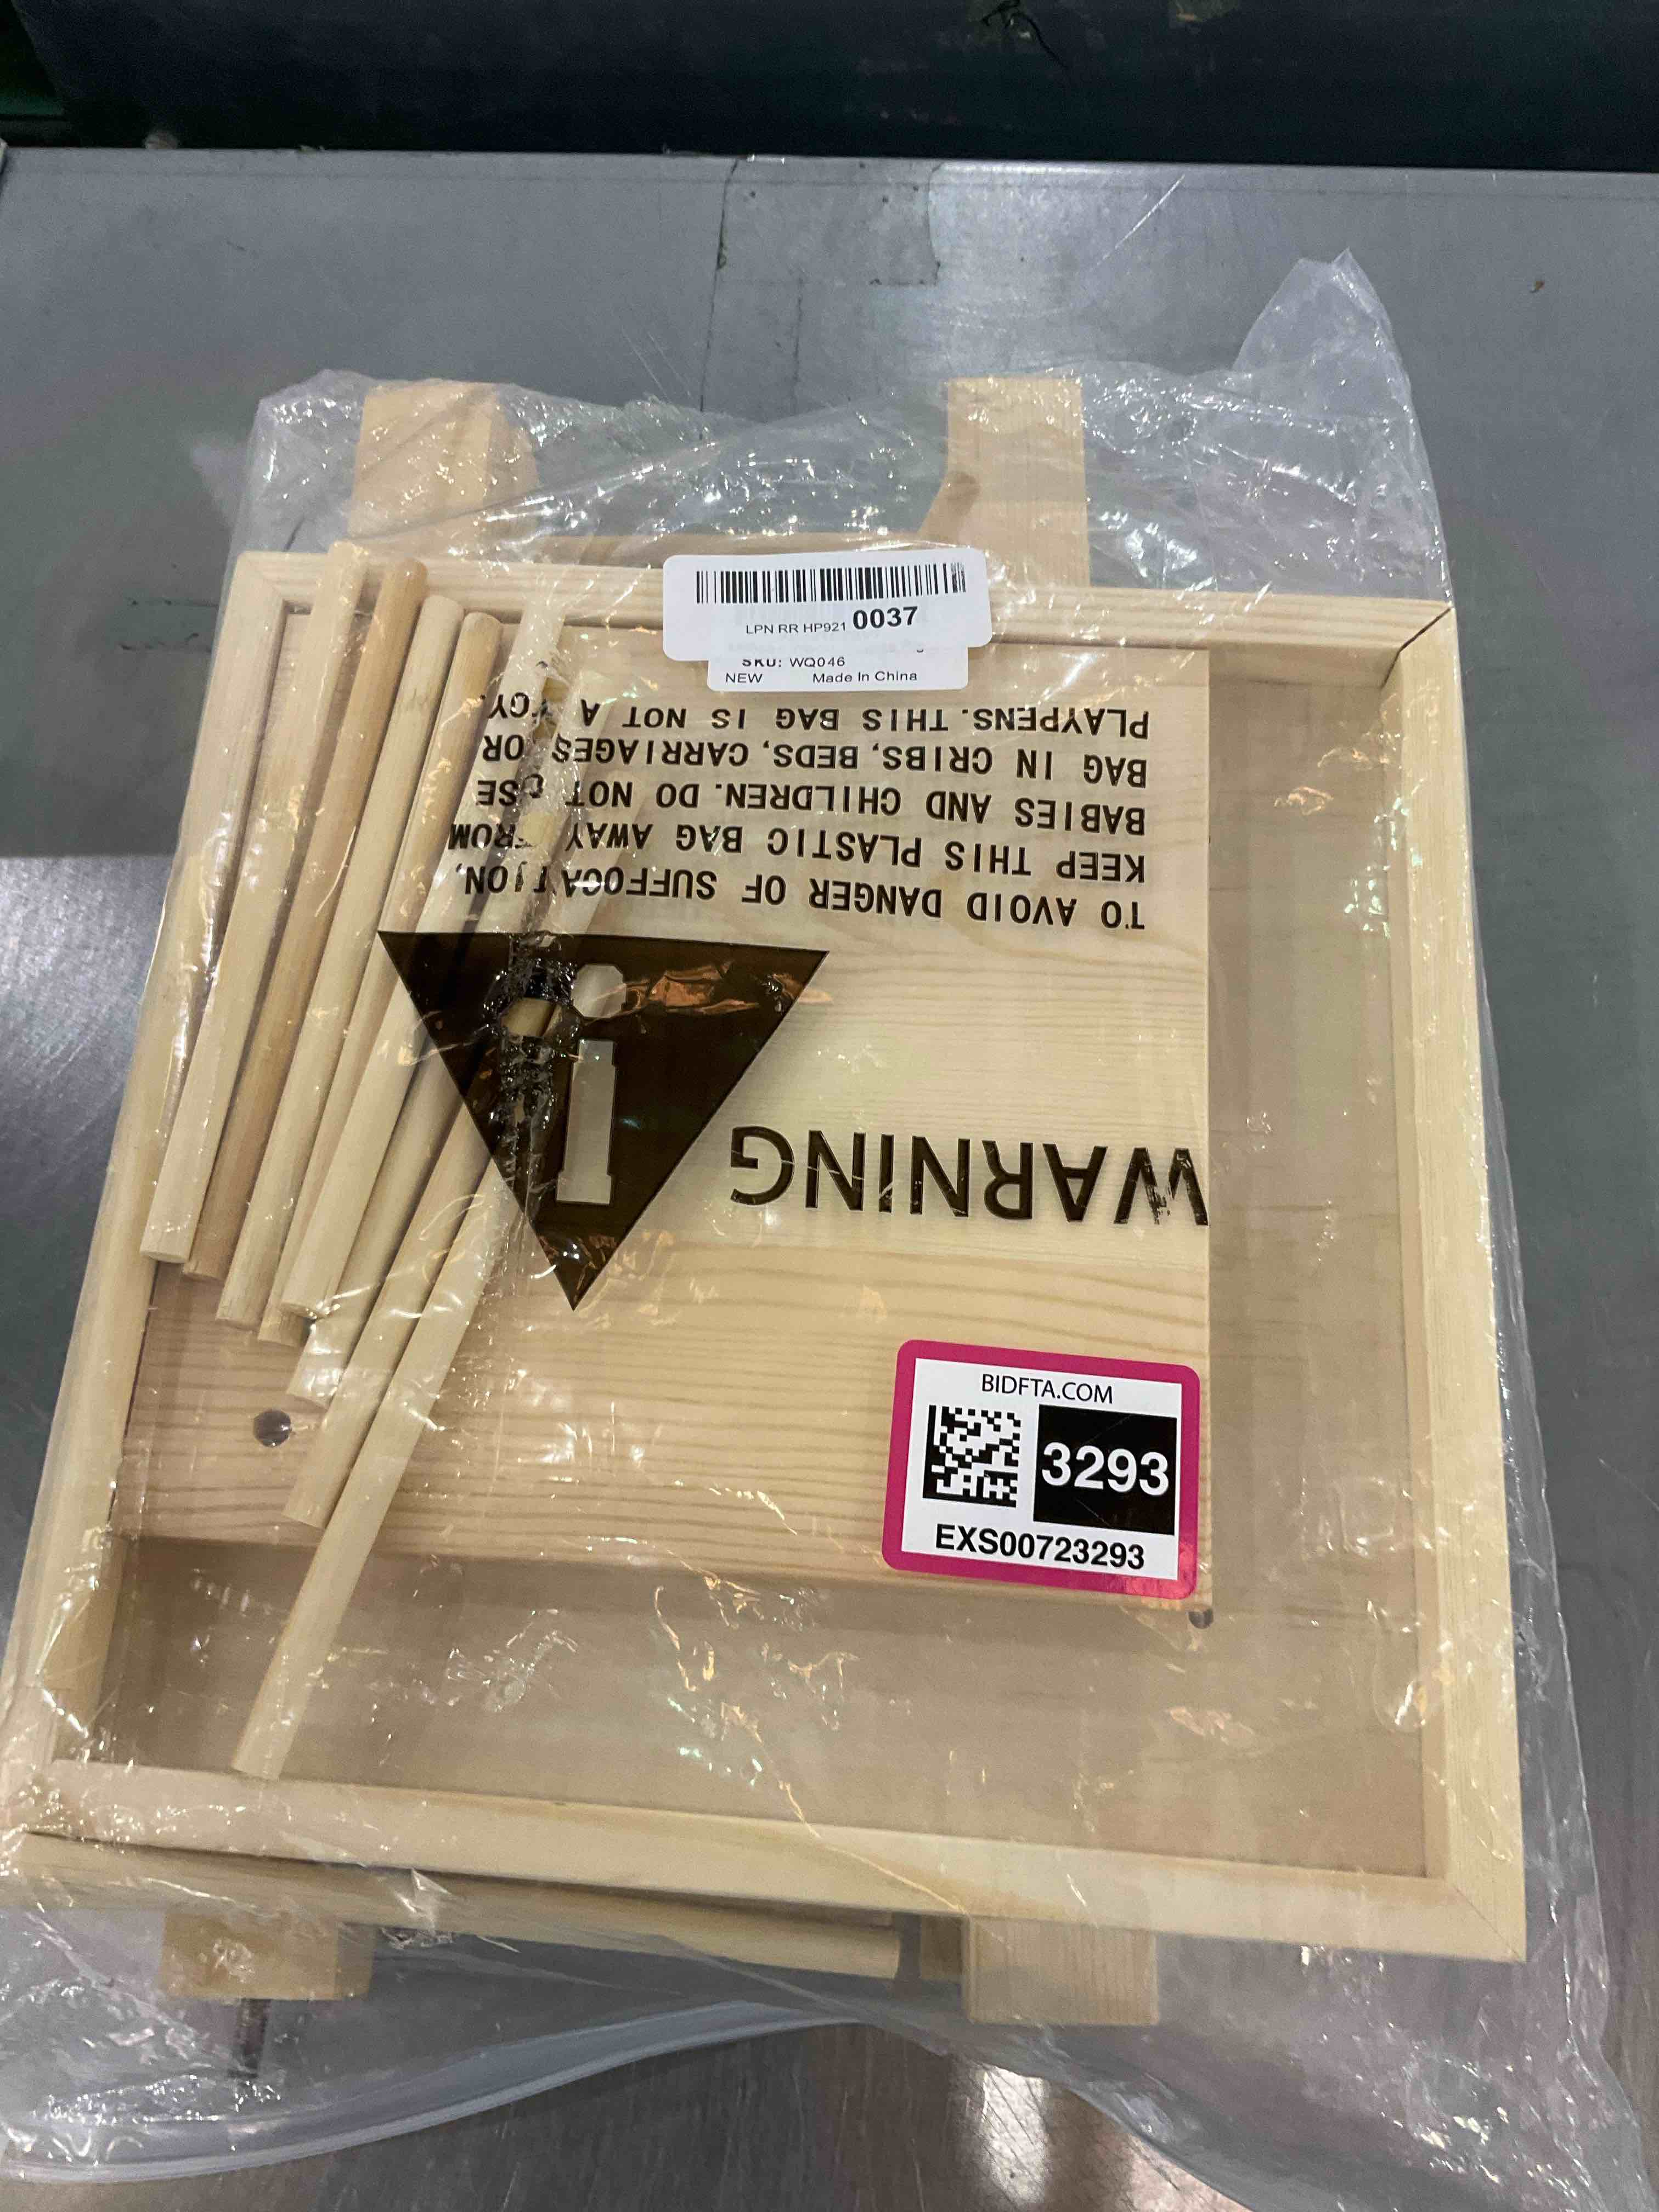 LPN RR HP921 0037
SKU: WQ046
NEW Made In China
WARNING
TO AVOID DANGER OF SUFFOCATION,
KEEP THIS PLASTIC BAG AWAY FROM
BABIES AND CHILDREN. DO NOT USE
BAG IN CRIBS, BEDS, CARRIAGES OR
PLAYPENS. THIS BAG IS NOT A TOY.
BIDFTA.COM
3293
EXS00723293